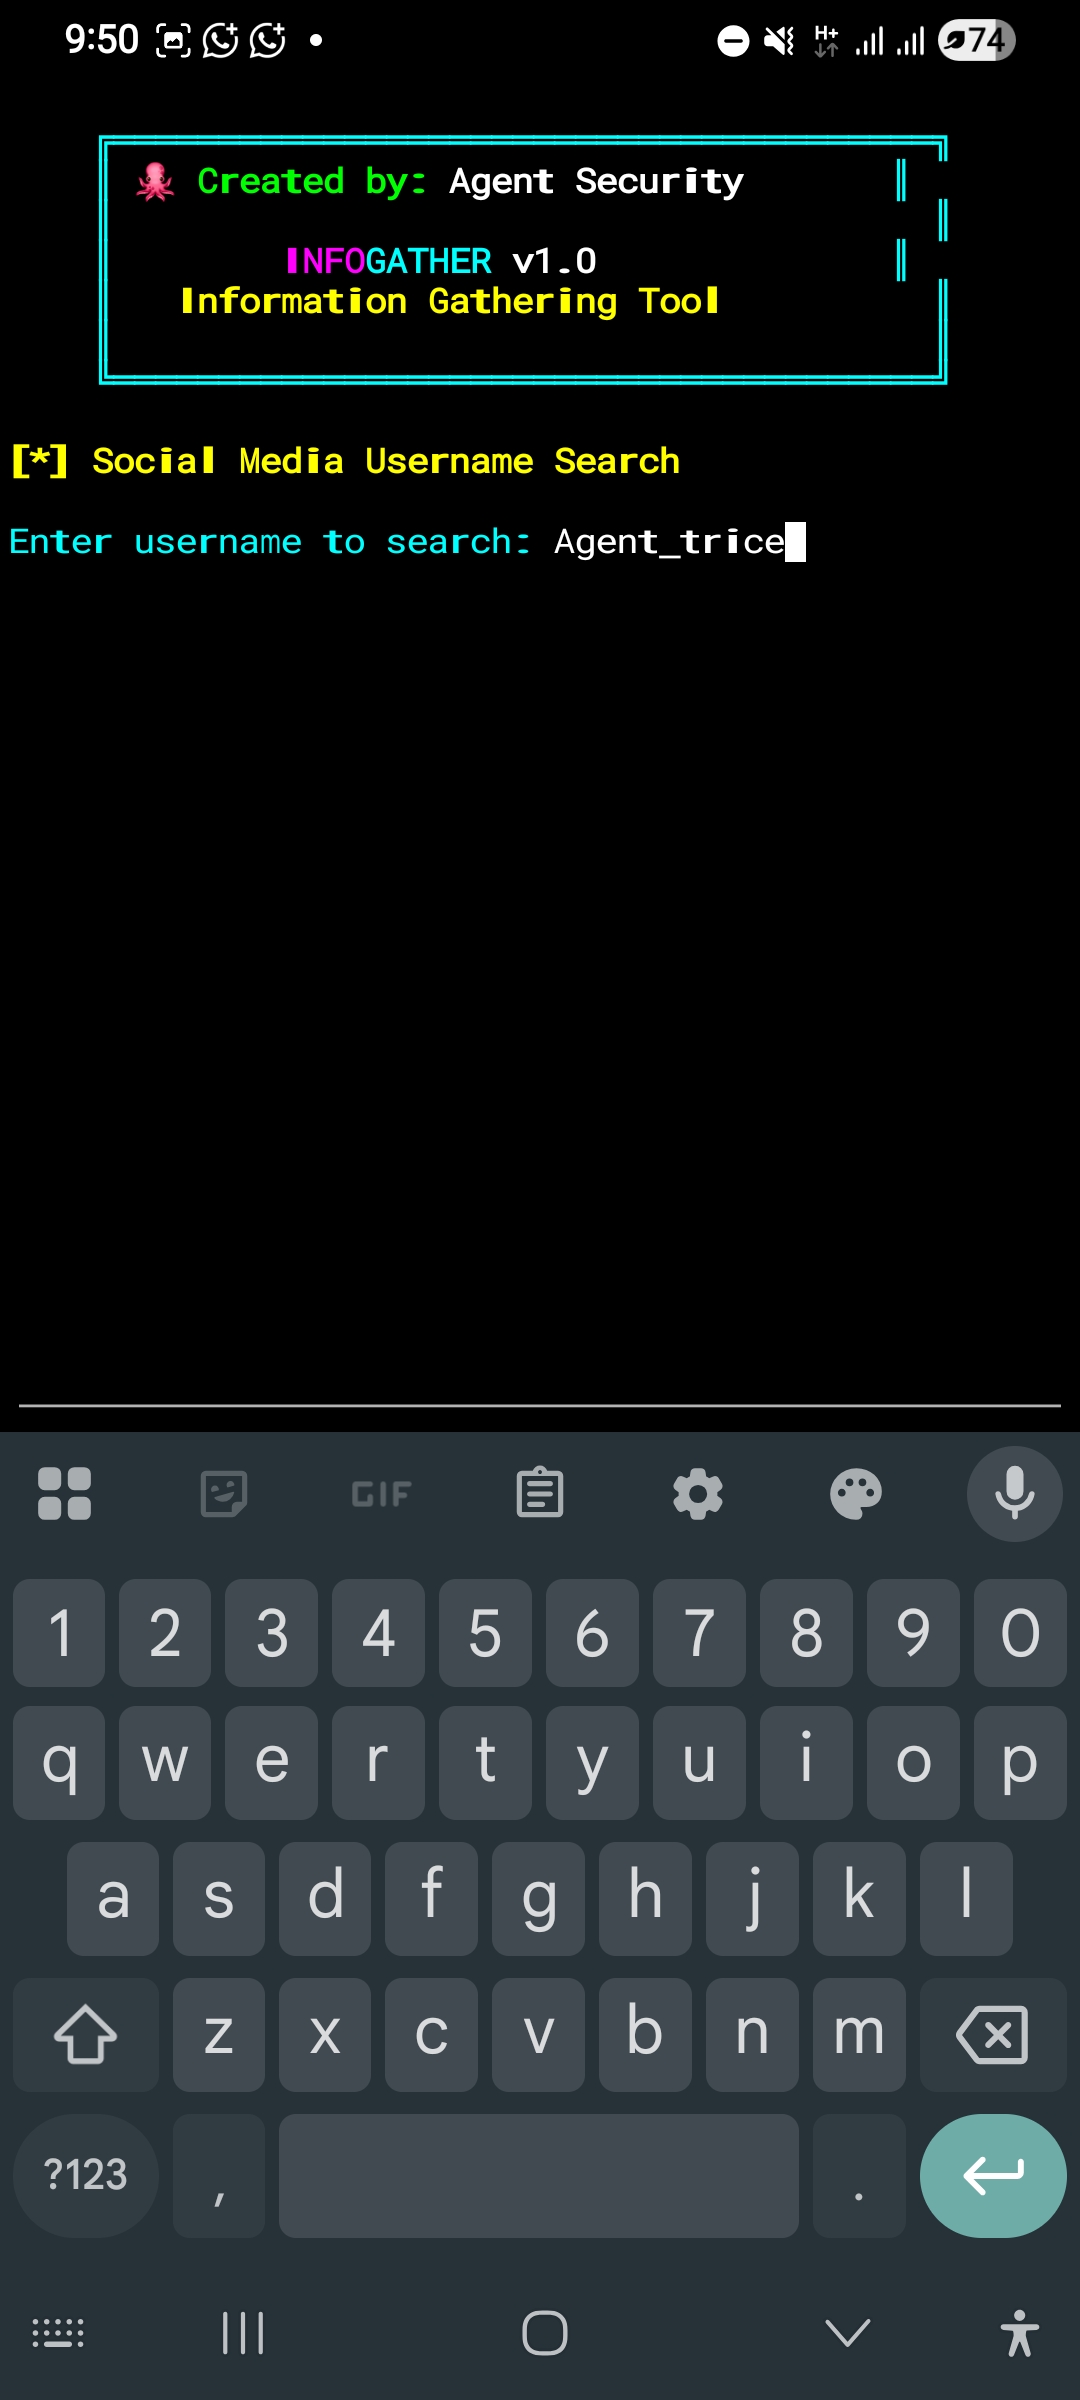 9:50 H+ 74
Created by: Agent Security
INFOGATHER v1.0
Information Gathering Tool
[*] Social Media Username Search
Enter username to search: Agent_trice
GIF
1 2 3 4 5 6 7 8 9 0
q w e r t y u i o p
a s d f g h j k l
z x c v b n m
?123 , .